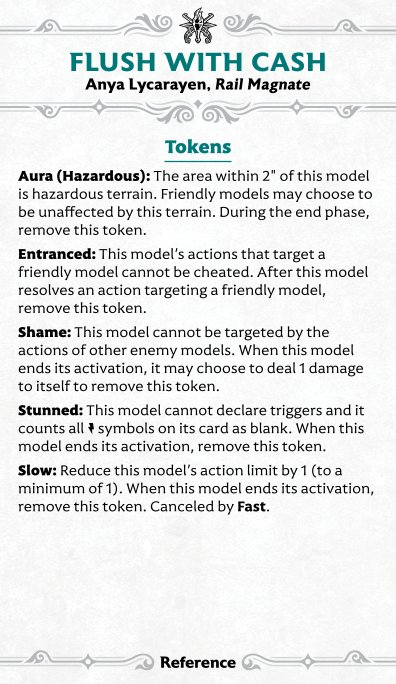 FLUSH WITH CASH
Anya Lycarayen, Rail Magnate
Tokens
Aura (Hazardous): The area within 2" of this model
is hazardous terrain. Friendly models may choose to
be unaffected by this terrain. During the end phase,
remove this token.
Entranced: This model's actions that target a
friendly model cannot be cheated. After this model
resolves an action targeting a friendly model,
remove this token.
Shame: This model cannot be targeted by the
actions of other enemy models. When this model
ends its activation, it may choose to deal 1 damage
to itself to remove this token.
Stunned: This model cannot declare triggers and it
counts all symbols on its card as blank. When this
model ends its activation, remove this token.
Slow: Reduce this model's action limit by 1 (to a
minimum of 1). When this model ends its activation,
remove this token. Canceled by Fast.
Reference